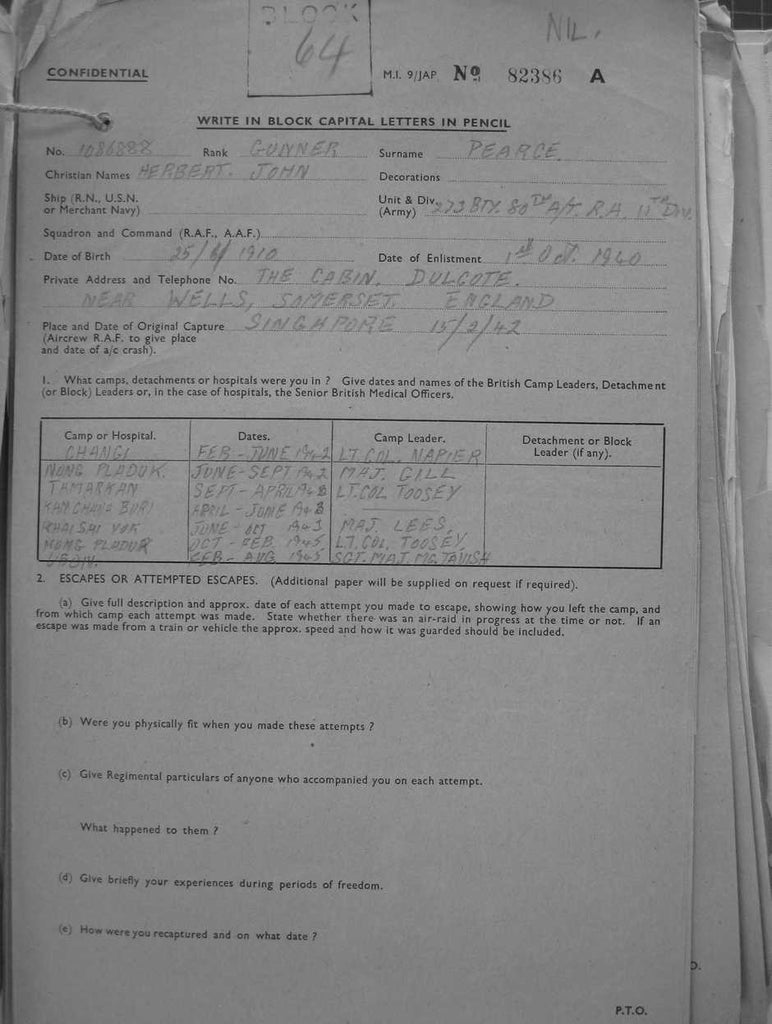 BLOCK
64
NIL.
CONFIDENTIAL
M.I. 9/JAP. No 82386 A
WRITE IN BLOCK CAPITAL LETTERS IN PENCIL
No. 1086888 Rank GUNNER Surname PEARCE.
Christian Names HERBERT. JOHN Decorations
Ship (R.N., U.S.N. or Merchant Navy) Unit & Div. (Army) 273 BTY. 80TH A/T. R.A. 11TH DIV.
Squadron and Command (R.A.F., A.A.F.)
Date of Birth 25/6/1910 Date of Enlistment 1st OCT. 1940
Private Address and Telephone No. THE CABIN, DULCOTE.
NEAR WELLS, SOMERSET. ENGLAND
Place and Date of Original Capture SINGAPORE 15/2/42
(Aircrew R.A.F. to give place
and date of a/c crash).
1. What camps, detachments or hospitals were you in ? Give dates and names of the British Camp Leaders, Detachment
(or Block) Leaders or, in the case of hospitals, the Senior British Medical Officers.
Camp or Hospital. Dates. Camp Leader. Detachment or Block Leader (if any).
CHANGI FEB - JUNE 1942 LT. COL. NAPIER
NONG PLADUK. JUNE - SEPT 1942 MAJ. GILL
TAMARKAN SEPT - APRIL 1943 LT. COL TOOSEY
KANCHANG BURI APRIL - JUNE 1943
JUNE - OCT 1943 MAJ. LEES.
NONG PLADUK OCT - FEB. 1945 LT. COL, TOOSEY
UBON. FEB - AUG 1945 SGT. MAJ. MC. TAVISH
2. ESCAPES OR ATTEMPTED ESCAPES. (Additional paper will be supplied on request if required).
(a) Give full description and approx. date of each attempt you made to escape, showing how you left the camp, and
from which camp each attempt was made. State whether there was an air-raid in progress at the time or not. If an
escape was made from a train or vehicle the approx. speed and how it was guarded should be included.
(b) Were you physically fit when you made these attempts ?
(c) Give Regimental particulars of anyone who accompanied you on each attempt.
What happened to them ?
(d) Give briefly your experiences during periods of freedom.
(e) How were you recaptured and on what date ?
P.T.O.